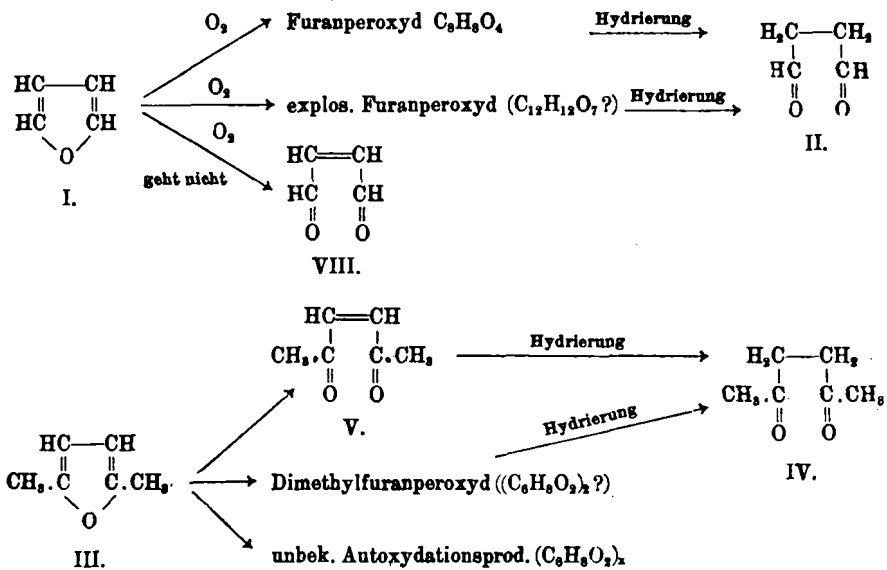 O₂
Furanperoxyd C₈H₈O₄
Hydrierung
H₂C—CH₂
HC CH
O O
II.
HC—CH
HC CH
O
I.
O₂
explos. Furanperoxyd (C₁₂H₁₂O₇?)
Hydrierung
O₂
geht nicht
HC=CH
HC CH
O O
VIII.
HC=CH
CH₃.C C.CH₃
O O
V.
Hydrierung
H₂C—CH₂
CH₃.C C.CH₃
O O
IV.
Hydrierung
HC—CH
CH₃.C C.CH₃
O
III.
Dimethylfuranperoxyd ((C₆H₈O₂)₂?)
unbek. Autoxydationsprod. (C₆H₈O₂)ₓ